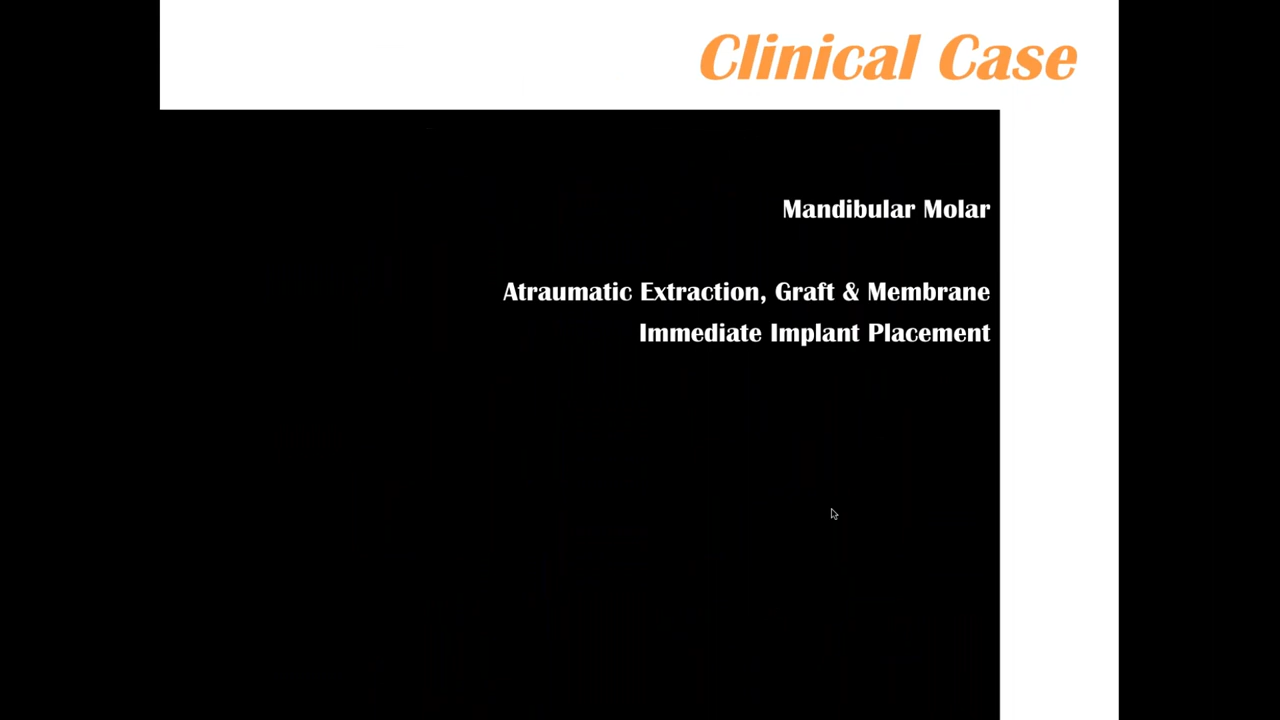 Clinical Case
Mandibular Molar
Atraumatic Extraction, Graft & Membrane
Immediate Implant Placement